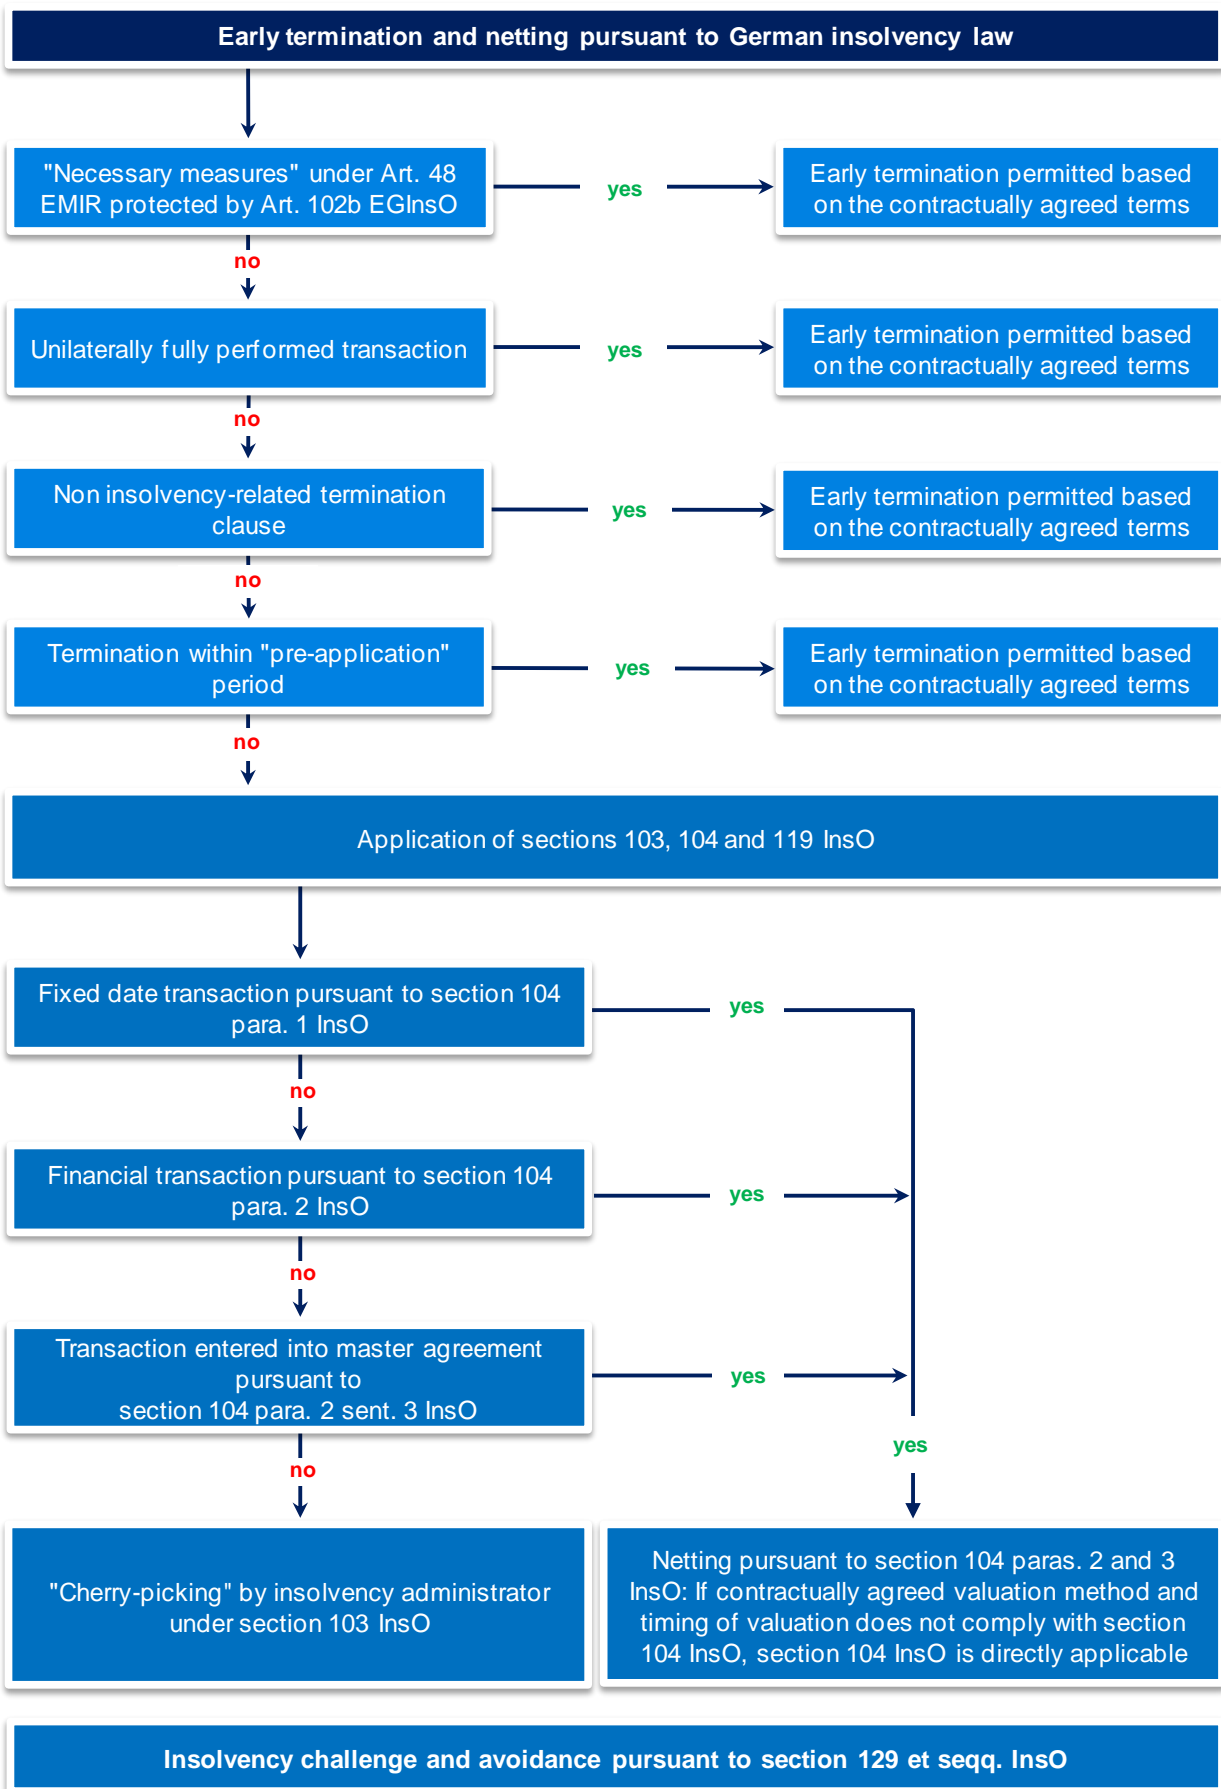 Early termination and netting pursuant to German insolvency law
"Necessary measures" under Art. 48
EMIR protected by Art. 102b EGInsO
yes
Early termination permitted based
on the contractually agreed terms
no
Unilaterally fully performed transaction
yes
Early termination permitted based
on the contractually agreed terms
no
Non insolvency-related termination
clause
yes
Early termination permitted based
on the contractually agreed terms
no
Termination within "pre-application"
period
yes
Early termination permitted based
on the contractually agreed terms
no
Application of sections 103, 104 and 119 InsO
Fixed date transaction pursuant to section 104
para. 1 InsO
yes
no
Financial transaction pursuant to section 104
para. 2 InsO
yes
no
Transaction entered into master agreement
pursuant to
section 104 para. 2 sent. 3 InsO
yes
yes
no
"Cherry-picking" by insolvency administrator
under section 103 InsO
Netting pursuant to section 104 paras. 2 and 3
InsO: If contractually agreed valuation method and
timing of valuation does not comply with section
104 InsO, section 104 InsO is directly applicable
Insolvency challenge and avoidance pursuant to section 129 et seqq. InsO